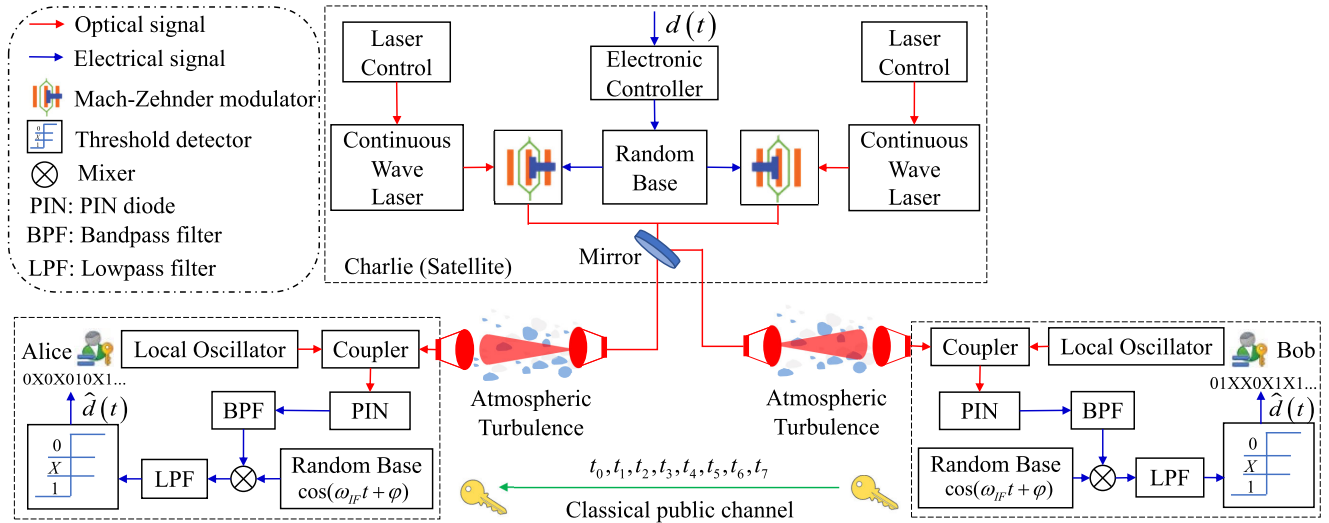 Optical signal
Electrical signal
Mach-Zehnder modulator
Threshold detector
0
X
1
Mixer
PIN: PIN diode
BPF: Bandpass filter
LPF: Lowpass filter
d(t)
Laser
Control
Electronic
Controller
Laser
Control
Continuous
Wave
Laser
Random
Base
Continuous
Wave
Laser
Mirror
Charlie (Satellite)
Alice
0X0X010X1...
Local Oscillator
Coupler
d̂(t)
BPF
PIN
0
X
1
LPF
Random Base
cos(ω_IF t + φ)
Atmospheric
Turbulence
Atmospheric
Turbulence
t₀,t₁,t₂,t₃,t₄,t₅,t₆,t₇
Classical public channel
Coupler
Local Oscillator
Bob
01XX0X1X1...
PIN
BPF
d̂(t)
Random Base
cos(ω_IF t + φ)
LPF
0
X
1